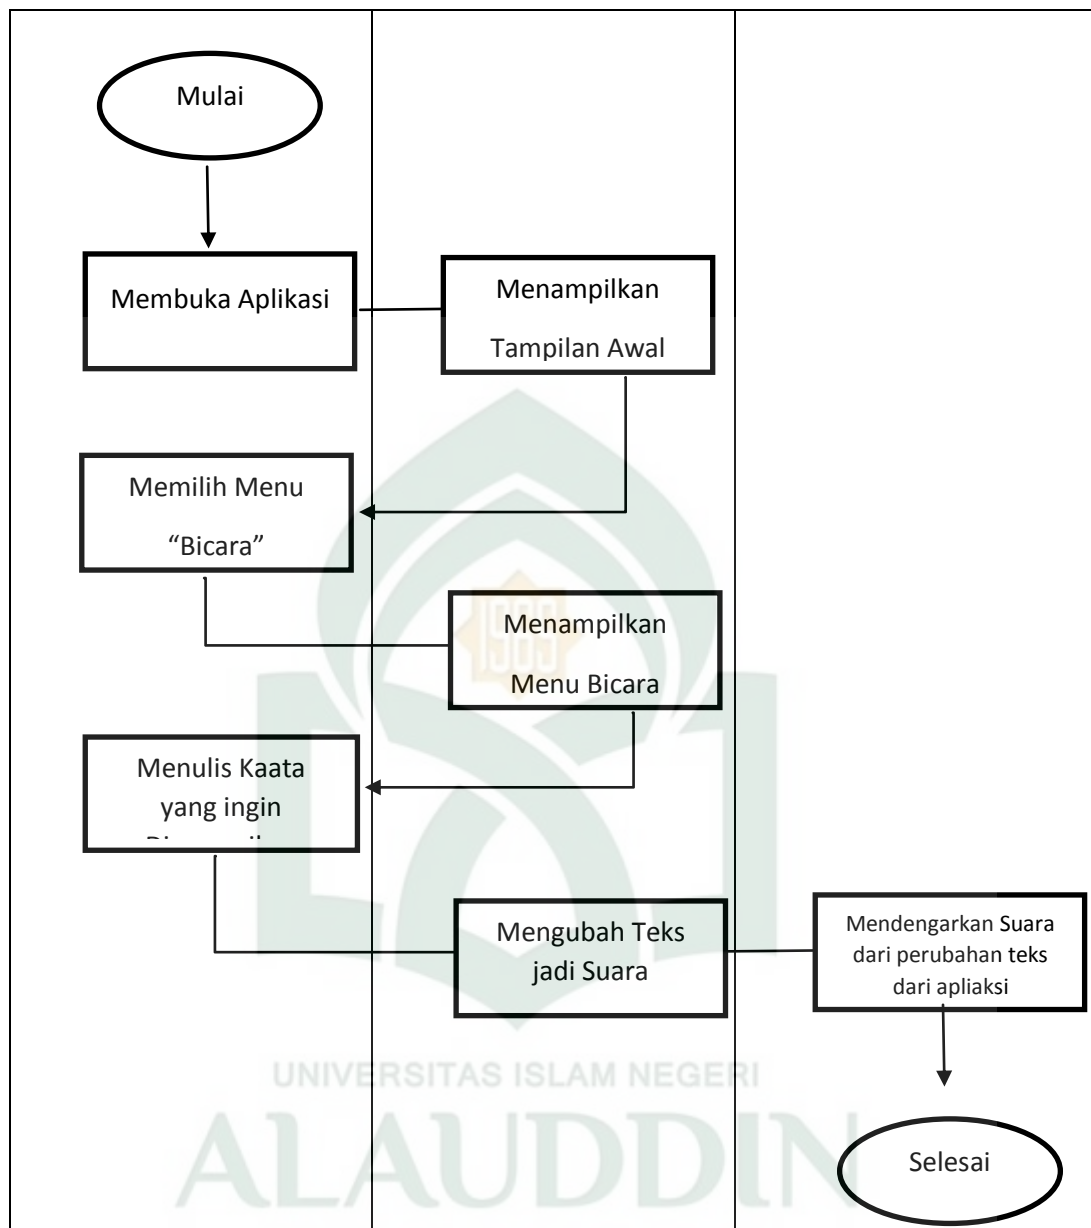 Mulai
Membuka Aplikasi
Menampilkan
Tampilan Awal
Memilih Menu
“Bicara”
Menampilkan
Menu Bicara
1989
Menulis Kaata
yang ingin
Mengubah Teks
jadi Suara
Mendengarkan Suara
dari perubahan teks
dari apliaksi
Selesai
UNIVERSITAS ISLAM NEGERI
ALAUDDIN